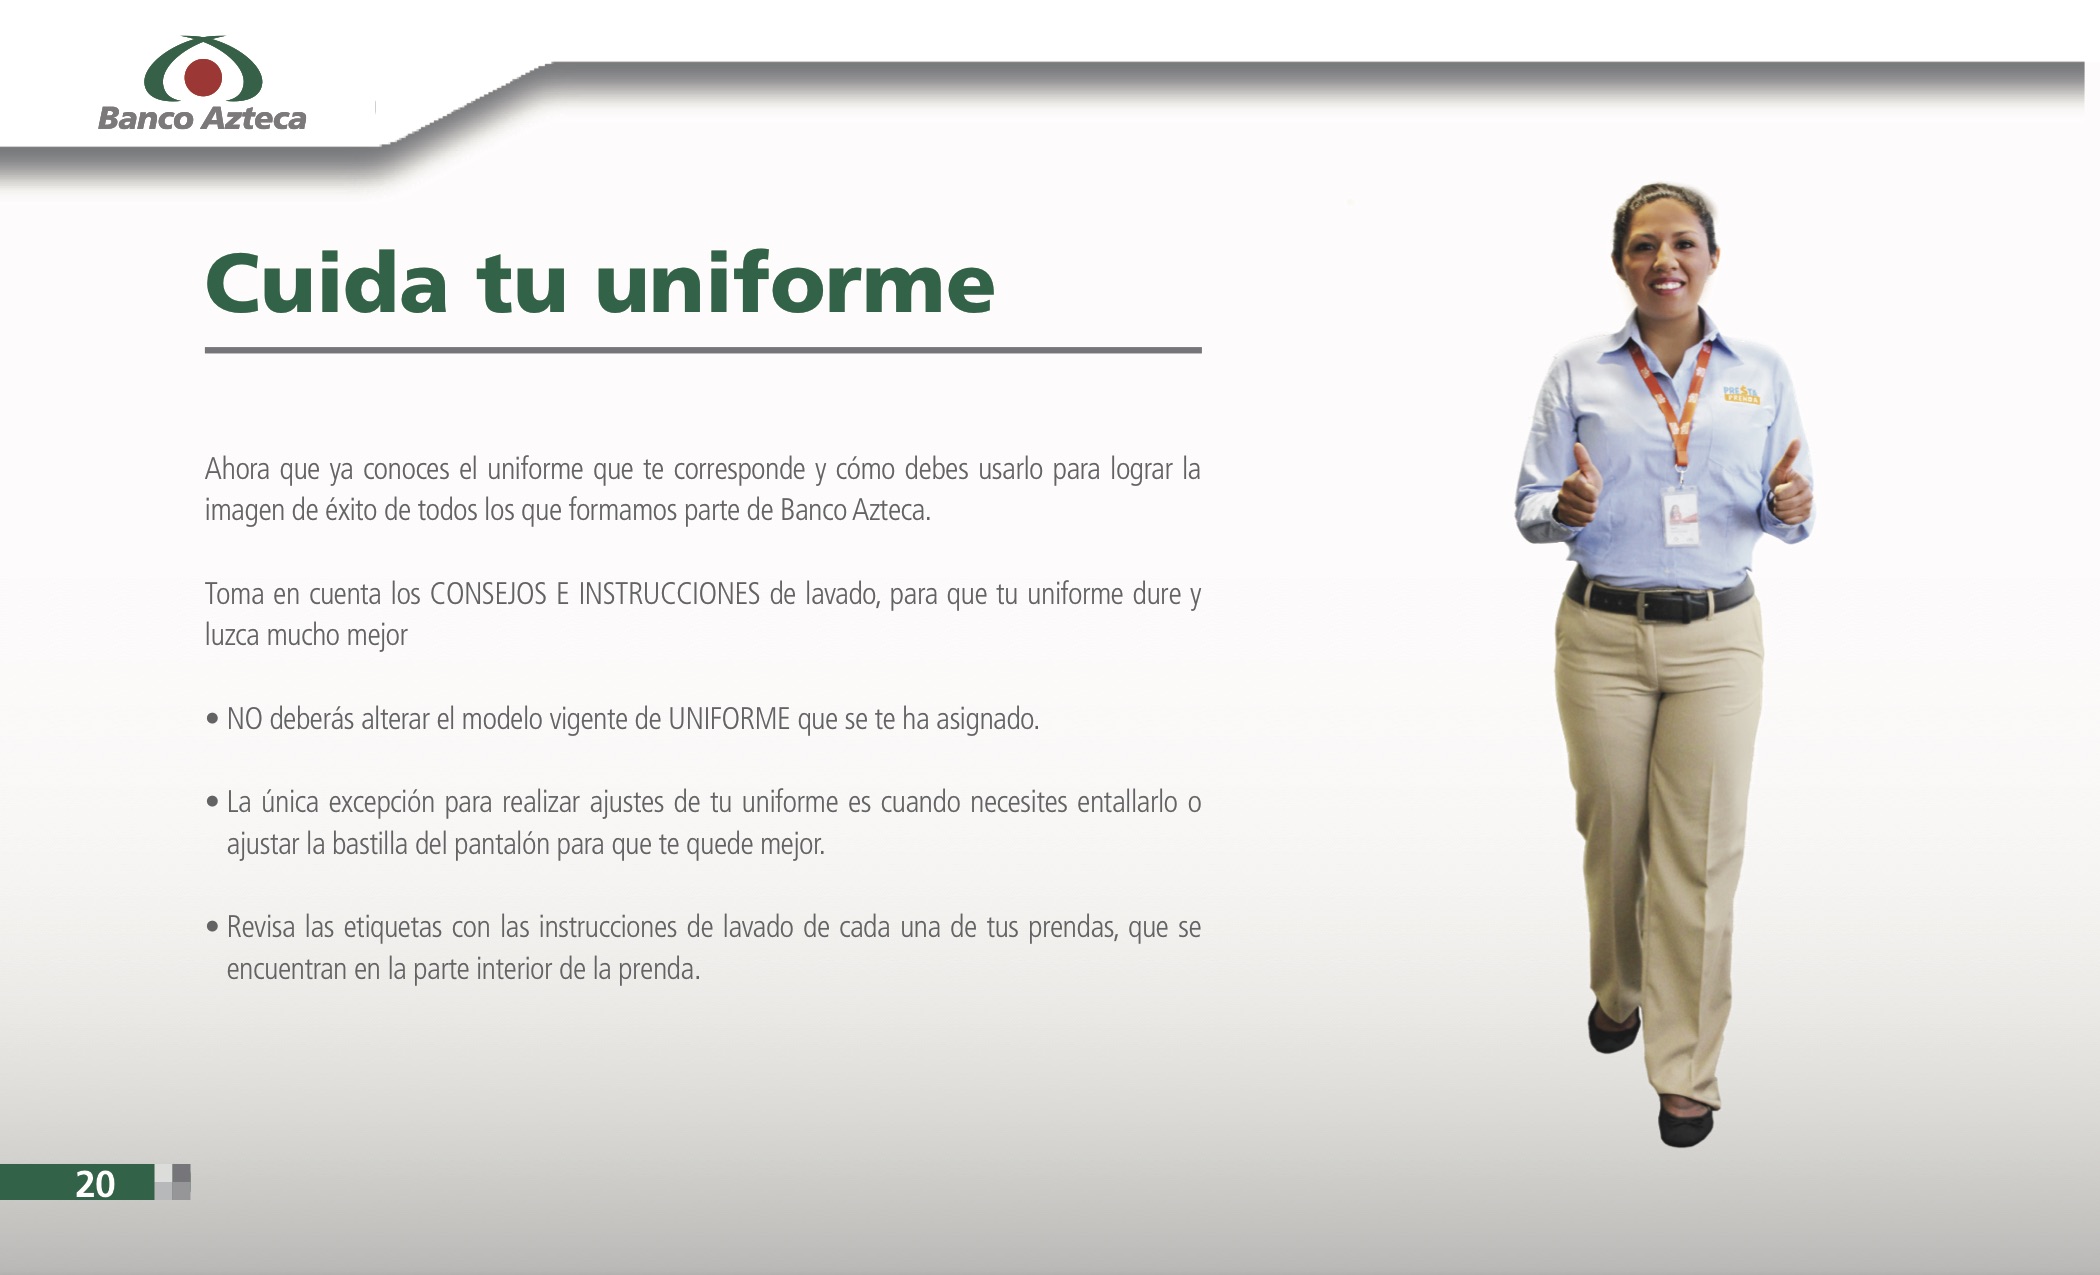 Banco Azteca
Cuida tu uniforme
Ahora que ya conoces el uniforme que te corresponde y cómo debes usarlo para lograr la
imagen de éxito de todos los que formamos parte de Banco Azteca.
Toma en cuenta los CONSEJOS E INSTRUCCIONES de lavado, para que tu uniforme dure y
luzca mucho mejor
• NO deberás alterar el modelo vigente de UNIFORME que se te ha asignado.
• La única excepción para realizar ajustes de tu uniforme es cuando necesites entallarlo o
ajustar la bastilla del pantalón para que te quede mejor.
• Revisa las etiquetas con las instrucciones de lavado de cada una de tus prendas, que se
encuentran en la parte interior de la prenda.
PRE$TA
PRENDA
20